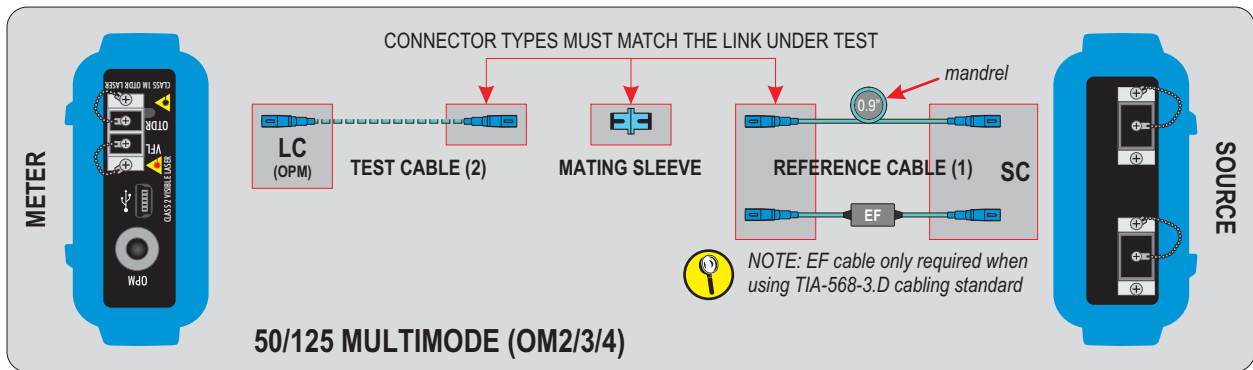 CONNECTOR TYPES MUST MATCH THE LINK UNDER TEST
METER
CLASS 1M OTDR LASER
OTDR
VFL
CLASS 2 VISIBLE LASER
OPM
LC
(OPM)
TEST CABLE (2)
MATING SLEEVE
mandrel
0.9"
REFERENCE CABLE (1)
SC
EF
SOURCE
NOTE: EF cable only required when
using TIA-568-3.D cabling standard
50/125 MULTIMODE (OM2/3/4)